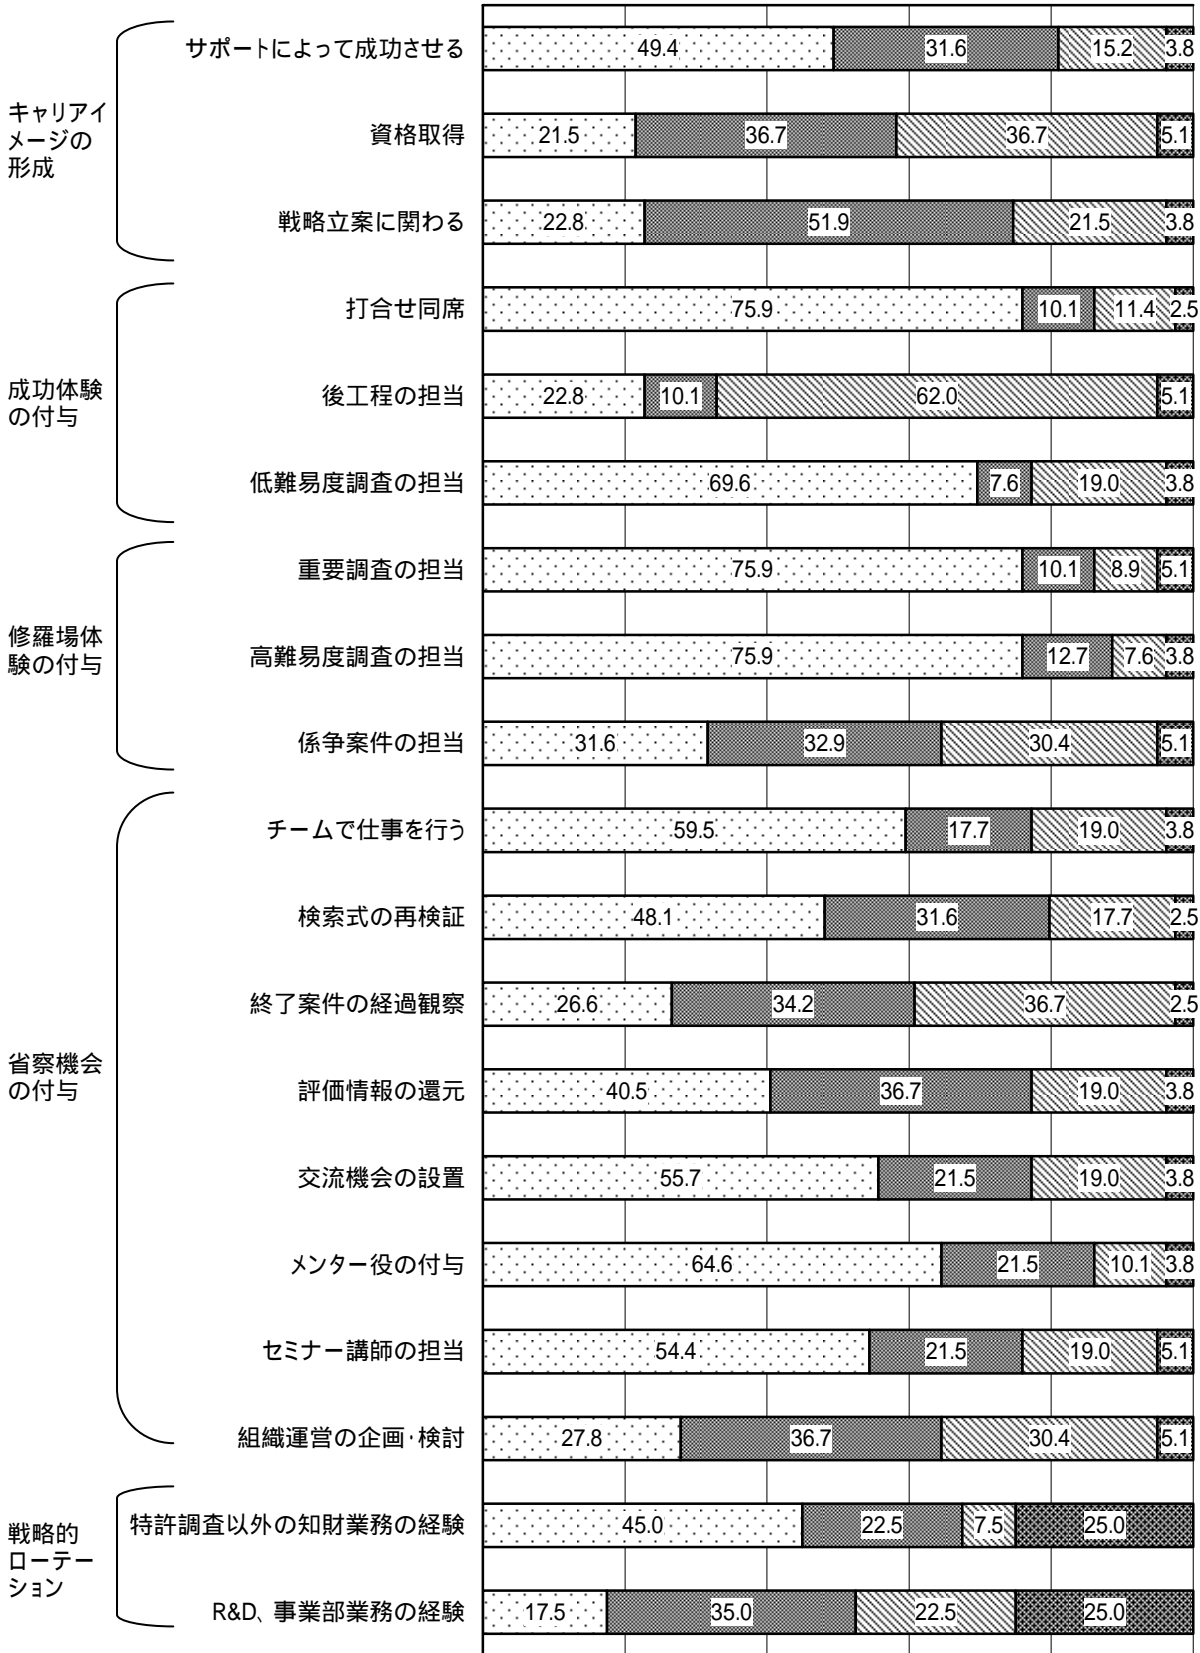 キャリアイ
メージの
形成
サポートによって成功させる
49.4 31.6 15.2 3.8
資格取得
21.5 36.7 36.7 5.1
戦略立案に関わる
22.8 51.9 21.5 3.8
成功体験
の付与
打合せ同席
75.9 10.1 11.4 2.5
後工程の担当
22.8 10.1 62.0 5.1
低難易度調査の担当
69.6 7.6 19.0 3.8
修羅場体
験の付与
重要調査の担当
75.9 10.1 8.9 5.1
高難易度調査の担当
75.9 12.7 7.6 3.8
係争案件の担当
31.6 32.9 30.4 5.1
省察機会
の付与
チームで仕事を行う
59.5 17.7 19.0 3.8
検索式の再検証
48.1 31.6 17.7 2.5
終了案件の経過観察
26.6 34.2 36.7 2.5
評価情報の還元
40.5 36.7 19.0 3.8
交流機会の設置
55.7 21.5 19.0 3.8
メンター役の付与
64.6 21.5 10.1 3.8
セミナー講師の担当
54.4 21.5 19.0 5.1
組織運営の企画・検討
27.8 36.7 30.4 5.1
戦略的
ローテー
ション
特許調査以外の知財業務の経験
45.0 22.5 7.5 25.0
R&D、事業部業務の経験
17.5 35.0 22.5 25.0